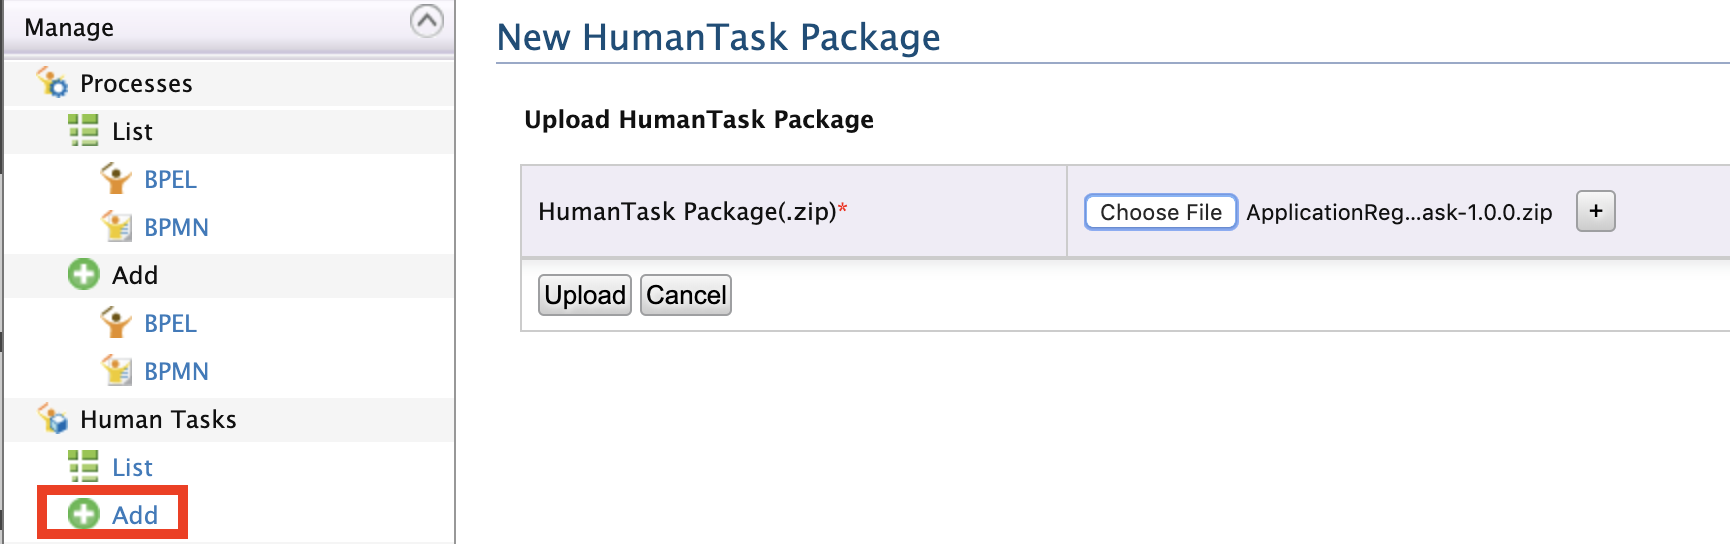 Manage
Processes
List
BPEL
BPMN
Add
BPEL
BPMN
Human Tasks
List
Add
New HumanTask Package
Upload HumanTask Package
HumanTask Package(.zip)*
Choose File ApplicationReg...ask-1.0.0.zip +
Upload Cancel